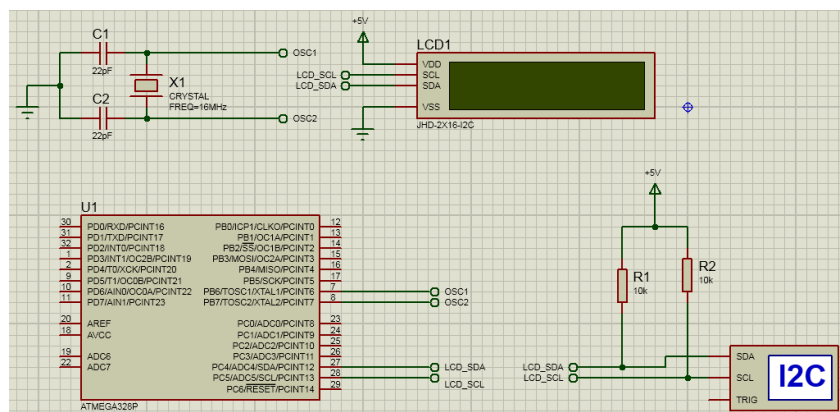 C1
22pF
X1
CRYSTAL
FREQ=16MHz
C2
22pF
OSC1
OSC2
+5V
LCD1
LCD_SCL
LCD_SDA
VDD
SCL
SDA
VSS
JHD-2X16-I2C
U1
30 PD0/RXD/PCINT16
31 PD1/TXD/PCINT17
32 PD2/INT0/PCINT18
1 PD3/INT1/OC2B/PCINT19
2 PD4/T0/XCK/PCINT20
9 PD5/T1/OC0B/PCINT21
10 PD6/AIN0/OC0A/PCINT22
11 PD7/AIN1/PCINT23
20 AREF
18 AVCC
19 ADC6
22 ADC7
PB0/ICP1/CLKO/PCINT0 12
PB1/OC1A/PCINT1 13
PB2/SS/OC1B/PCINT2 14
PB3/MOSI/OC2A/PCINT3 15
PB4/MISO/PCINT4 16
PB5/SCK/PCINT5 17
PB6/TOSC1/XTAL1/PCINT6 7
PB7/TOSC2/XTAL2/PCINT7 8
PC0/ADC0/PCINT8 23
PC1/ADC1/PCINT9 24
PC2/ADC2/PCINT10 25
PC3/ADC3/PCINT11 26
PC4/ADC4/SDA/PCINT12 27
PC5/ADC5/SCL/PCINT13 28
PC6/RESET/PCINT14 29
ATMEGA328P
OSC1
OSC2
LCD_SDA
LCD_SCL
+5V
R1
10k
R2
10k
LCD_SDA
LCD_SCL
SDA
SCL
TRIG
I2C